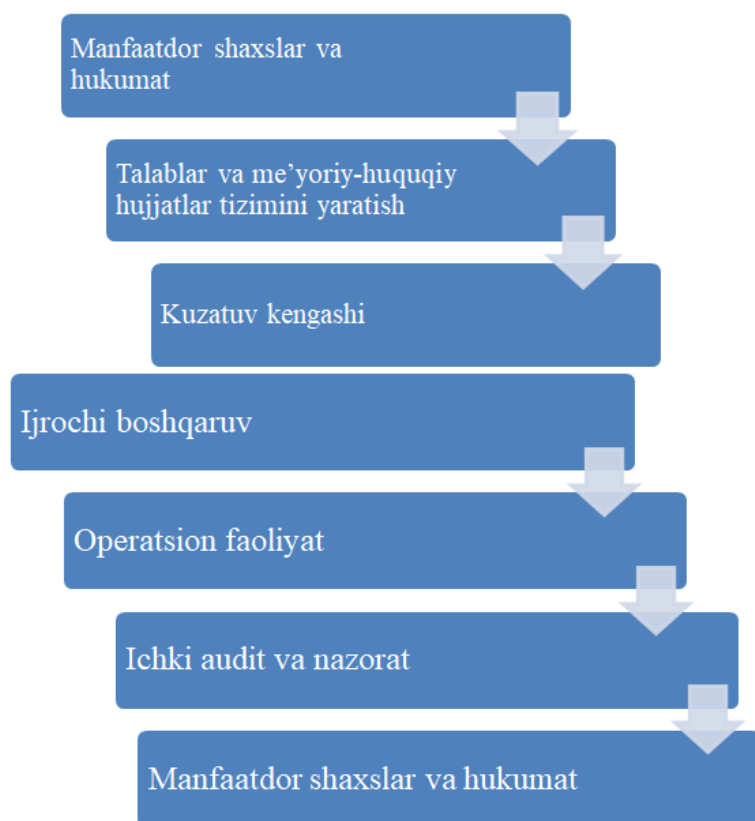 Manfaatdor shaxslar va
hukumat
Talablar va me’yoriy-huquqiy
hujjatlar tizimini yaratish
Kuzatuv kengashi
Ijrochi boshqaruv
Operatsion faoliyat
Ichki audit va nazorat
Manfaatdor shaxslar va hukumat